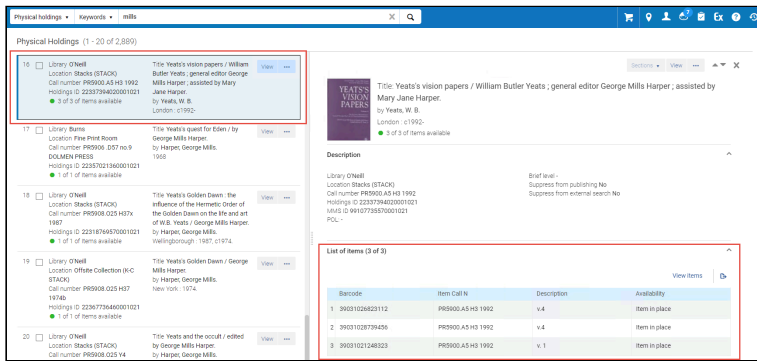 Physical holdings Keywords mills
7
Ex
Physical Holdings (1 - 20 of 2,889)
16 Library O'Neill
Location Stacks (STACK)
Call number PR5900.A5 H3 1992
Holdings ID 22337394020001021
3 of 3 of items available
Title Yeats's vision papers / William
Butler Yeats ; general editor George
Mills Harper ; assisted by Mary
Jane Harper.
by Yeats, W. B.
London : c1992-
View
17 Library Burns
Location Fine Print Room
Call number PR5906 .D57 no.9
DOLMEN PRESS
Holdings ID 22357021360001021
1 of 1 of items available
Title Yeats's quest for Eden / by
George Mills Harper.
by Harper, George Mills.
1968
View
18 Library O'Neill
Location Stacks (STACK)
Call number PR5908.O25 H37x
1987
Holdings ID 22318769570001021
1 of 1 of items available
Title Yeats's Golden Dawn : the
influence of the Hermetic Order of
the Golden Dawn on the life and art
of W.B. Yeats / George Mills Harper.
by Harper, George Mills.
Wellingborough : 1987, c1974.
View
19 Library O'Neill
Location Offsite Collection (K-C
STACK)
Call number PR5908.O25 H37
1974b
Holdings ID 22367736460001021
1 of 1 of items available
Title Yeats's Golden Dawn / George
Mills Harper.
by Harper, George Mills.
New York : 1974.
View
20 Library O'Neill
Location Stacks (STACK)
Call number PR5908.O25 Y4
Title Yeats and the occult / edited
by George Mills Harper.
by Harper, George Mills.
View
Sections View
YEATS'S
VISION
PAPERS
Title: Yeats's vision papers / William Butler Yeats ; general editor George Mills Harper ; assisted by
Mary Jane Harper.
by Yeats, W. B.
London : c1992-
3 of 3 of items available
Description
Library O'Neill
Location Stacks (STACK)
Call number PR5900.A5 H3 1992
Holdings ID 22337394020001021
MMS ID 99107735570001021
POL: -
Brief level -
Suppress from publishing No
Suppress from external search No
List of items (3 of 3)
View items
Barcode Item Call N Description Availability
1 39031026823112 PR5900.A5 H3 1992 v.4 Item in place
2 39031028739456 PR5900.A5 H3 1992 v.4 Item in place
3 39031021248323 PR5900.A5 H3 1992 v. 1 Item in place